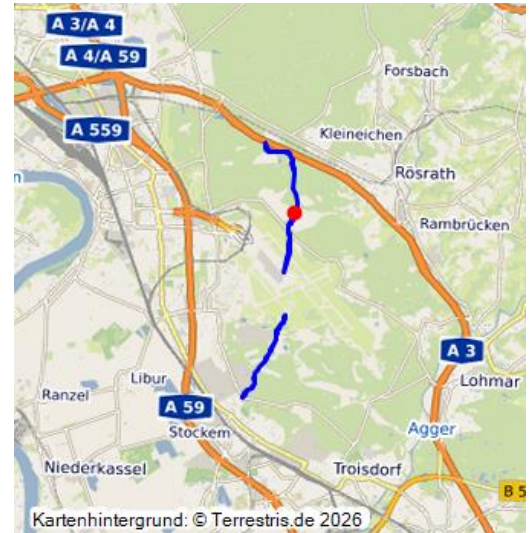 A 3/A 4
A 4/A 59
Forsbach
A 559
Kleineichen
Rösrath
Rambrücken
A 3
Libur
Lohmar
Ranzel
A 59
Stockem
Agger
Niederkassel
Troisdorf
B 5
Kartenhintergrund: © Terrestris.de 2026